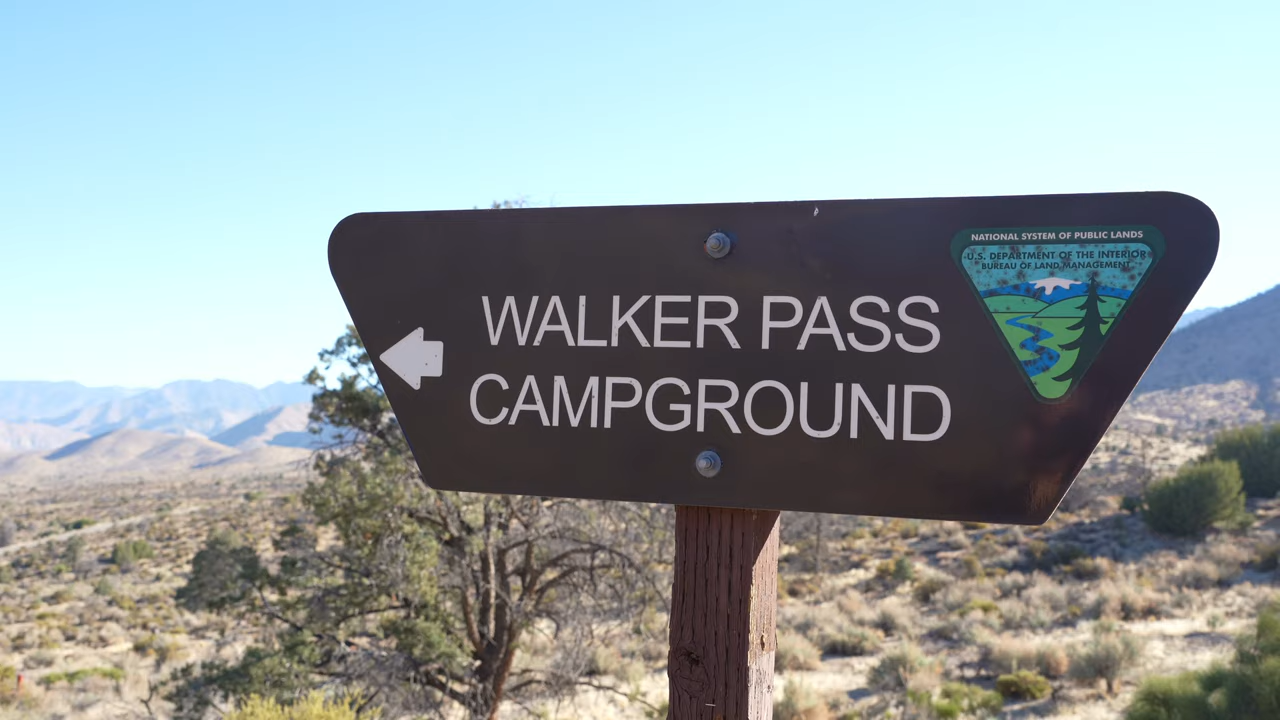 WALKER PASS
CAMPGROUND
NATIONAL SYSTEM OF PUBLIC LANDS
U.S. DEPARTMENT OF THE INTERIOR
BUREAU OF LAND MANAGEMENT